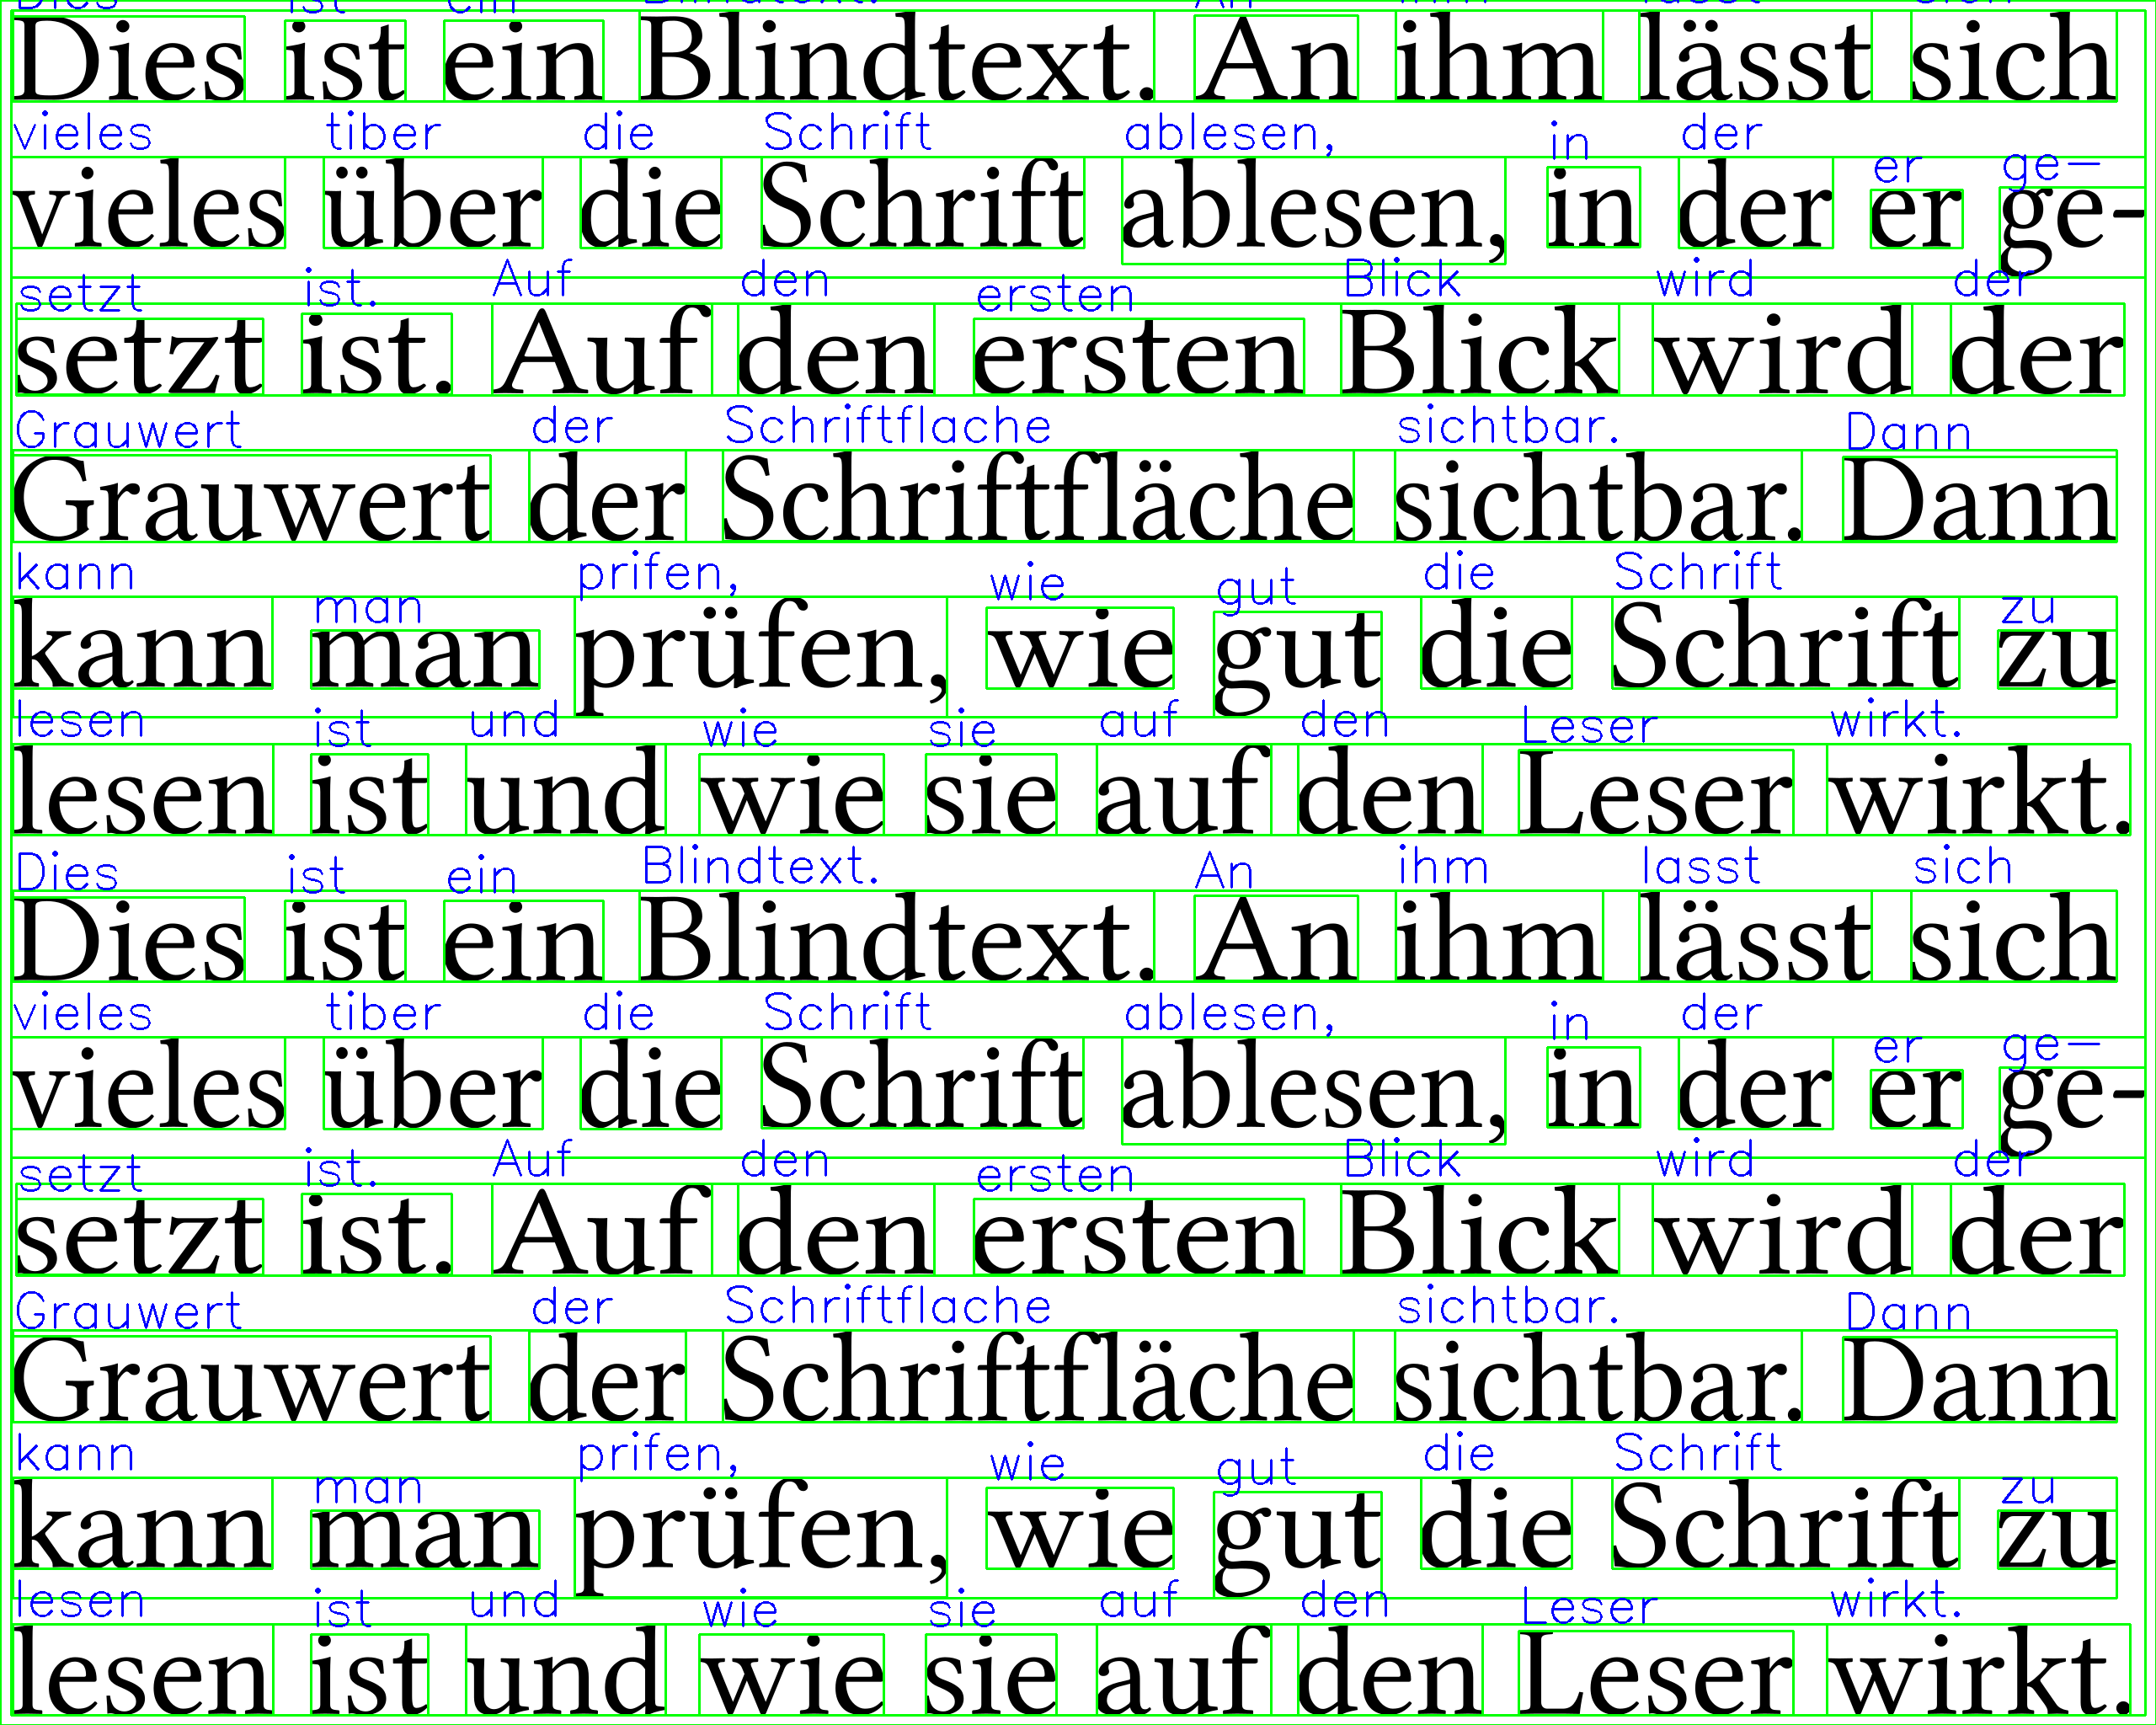 Dies ist ein Blindtext. An ihm lässt sich
vieles tiber die Schrift ablesen, in der er ge-
vieles über die Schrift ablesen, in der er ge-
setzt ist. Auf den ersten Blick wird der
setzt ist. Auf den ersten Blick wird der
Grauwert der Schriftflache sichtbar. Dann
Grauwert der Schriftfläche sichtbar. Dann
kann man prifen, wie gut die Schrift zu
kann man prüfen, wie gut die Schrift zu
lesen ist und wie sie auf den Leser wirkt.
lesen ist und wie sie auf den Leser wirkt.
Dies ist ein Blindtext. An ihm lasst sich
Dies ist ein Blindtext. An ihm lässt sich
vieles tiber die Schrift ablesen, in der er ge-
vieles über die Schrift ablesen, in der er ge-
setzt ist. Auf den ersten Blick wird der
setzt ist. Auf den ersten Blick wird der
Grauwert der Schriftflache sichtbar. Dann
Grauwert der Schriftfläche sichtbar. Dann
kann man prifen, wie gut die Schrift zu
kann man prüfen, wie gut die Schrift zu
lesen ist und wie sie auf den Leser wirkt.
lesen ist und wie sie auf den Leser wirkt.